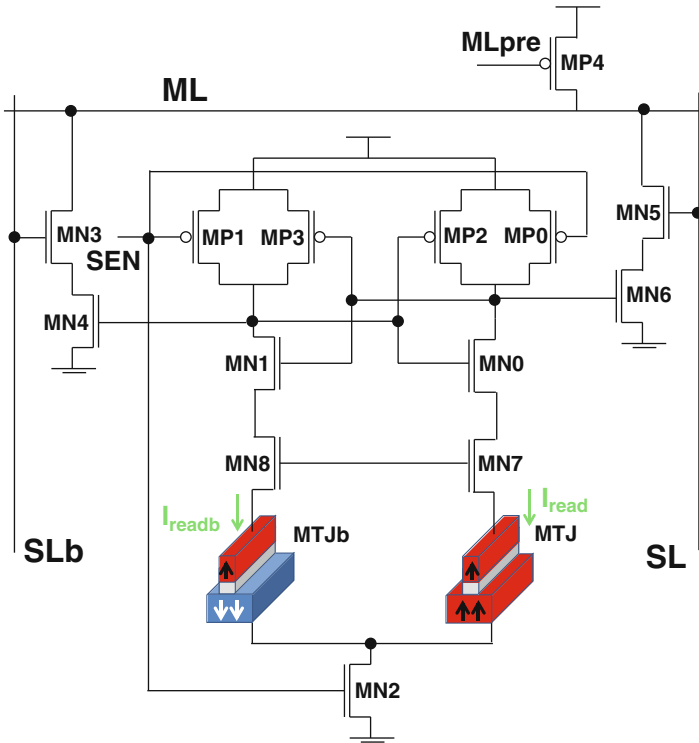 MLpre
MP4
ML
MN3
MP1
MP3
MP2
MP0
MN5
SEN
MN4
MN6
MN1
MN0
MN8
MN7
Ireadb
Iread
MTJb
MTJ
SLb
SL
MN2